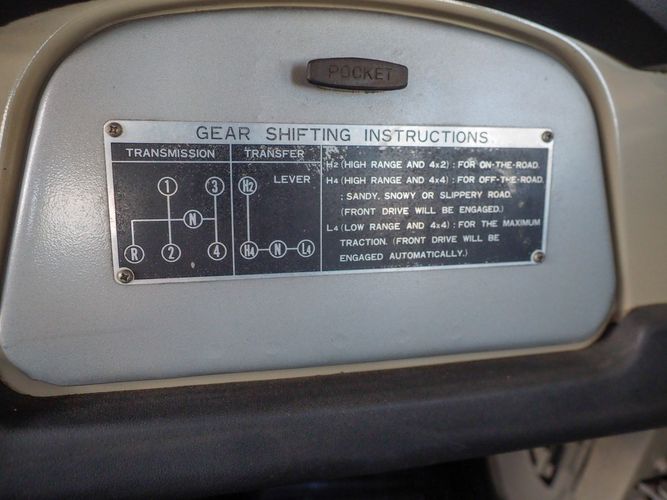 POCKET
GEAR SHIFTING INSTRUCTIONS
TRANSMISSION
1 3
N
R 2 4
TRANSFER
H2 LEVER
H4 N L4
H2 (HIGH RANGE AND 4x2) : FOR ON-THE-ROAD.
H4 (HIGH RANGE AND 4x4) : FOR OFF-THE-ROAD.
: SANDY, SNOWY OR SLIPPERY ROAD.
(FRONT DRIVE WILL BE ENGAGED.)
L4 (LOW RANGE AND 4x4) : FOR THE MAXIMUM
TRACTION. (FRONT DRIVE WILL BE
ENGAGED AUTOMATICALLY.)